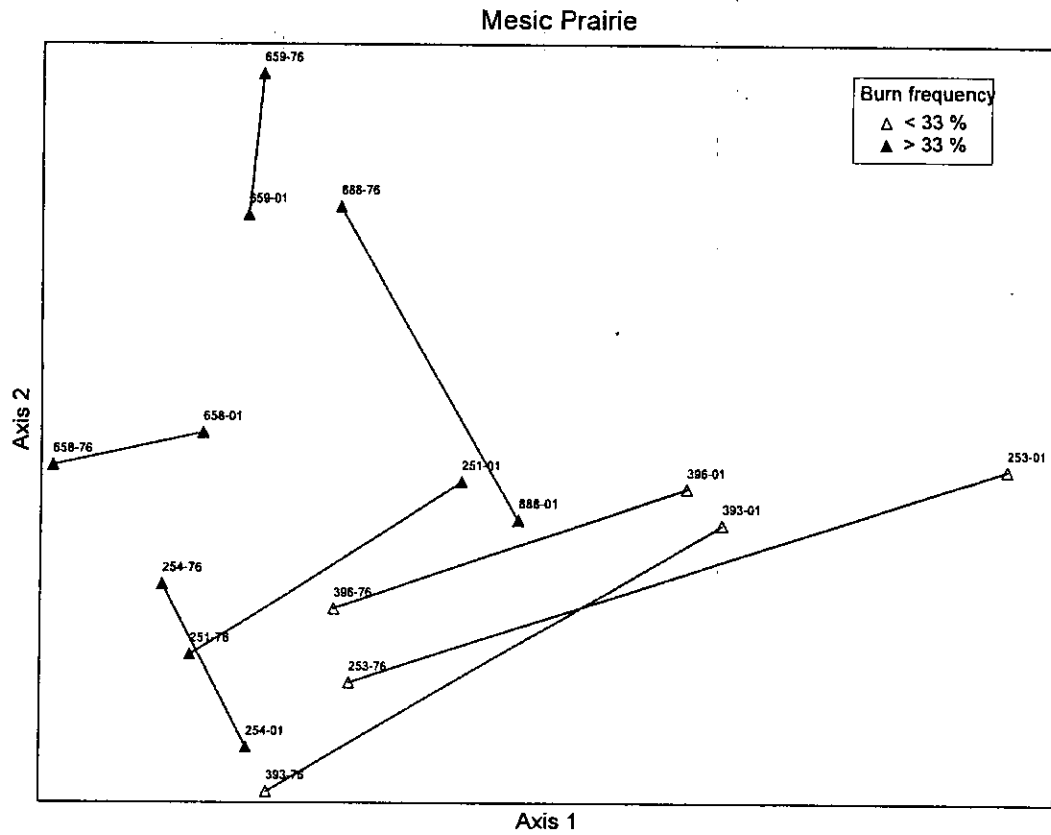 Mesic Prairie
659-76
Burn frequency
△ < 33 %
▲ > 33 %
688-76
659-01
658-01
658-76
251-01
396-01
253-01
393-01
688-01
254-76
396-76
251-76
253-76
254-01
393-76
Axis 2
Axis 1